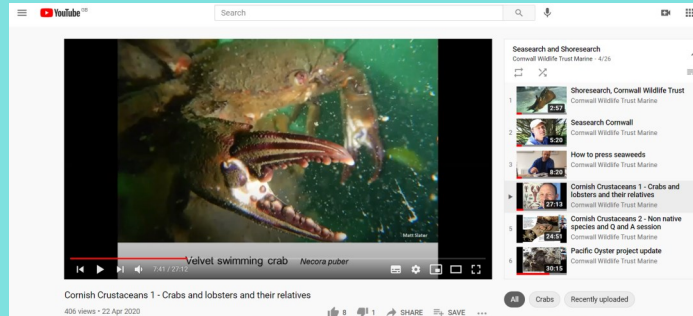 YouTube GB
Search
Matt Slater
Velvet swimming crab Necora puber
7:41 / 27:12
Cornish Crustaceans 1 - Crabs and lobsters and their relatives
406 views • 22 Apr 2020
8 1 SHARE SAVE
Seasearch and Shoresearch
Cornwall Wildlife Trust Marine - 4/26
1
2:57
Shoresearch, Cornwall Wildlife Trust
Cornwall Wildlife Trust Marine
2
5:20
Seasearch Cornwall
Cornwall Wildlife Trust Marine
3
8:20
How to press seaweeds
Cornwall Wildlife Trust Marine
27:13
Cornish Crustaceans 1 - Crabs and
lobsters and their relatives
Cornwall Wildlife Trust Marine
5
24:51
Cornish Crustaceans 2 - Non native
species and Q and A session
Cornwall Wildlife Trust Marine
6
30:15
Pacific Oyster project update
Cornwall Wildlife Trust Marine
All Crabs Recently uploaded